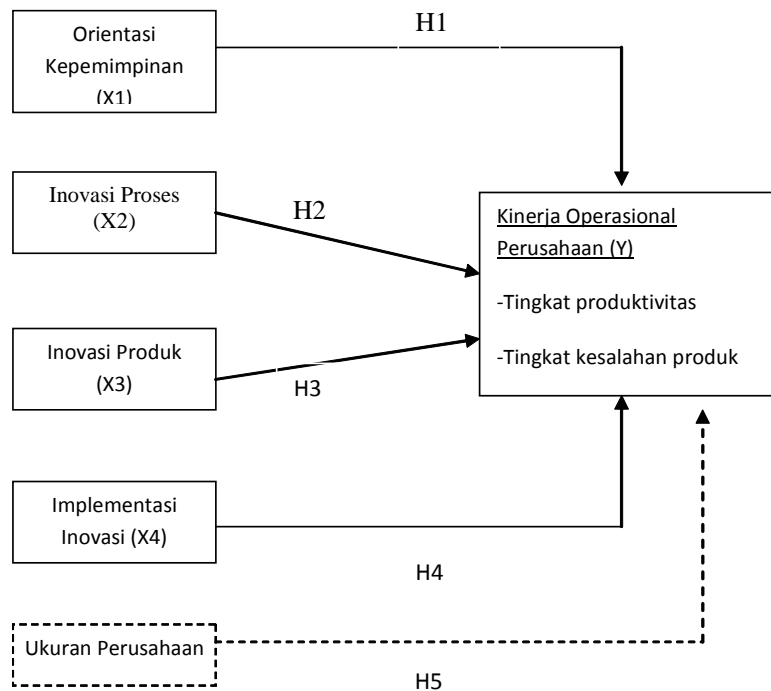 Orientasi
Kepemimpinan
(X1)
H1
Inovasi Proses
(X2)
H2
Kinerja Operasional
Perusahaan (Y)
-Tingkat produktivitas
-Tingkat kesalahan produk
Inovasi Produk
(X3)
H3
Implementasi
Inovasi (X4)
H4
Ukuran Perusahaan
H5